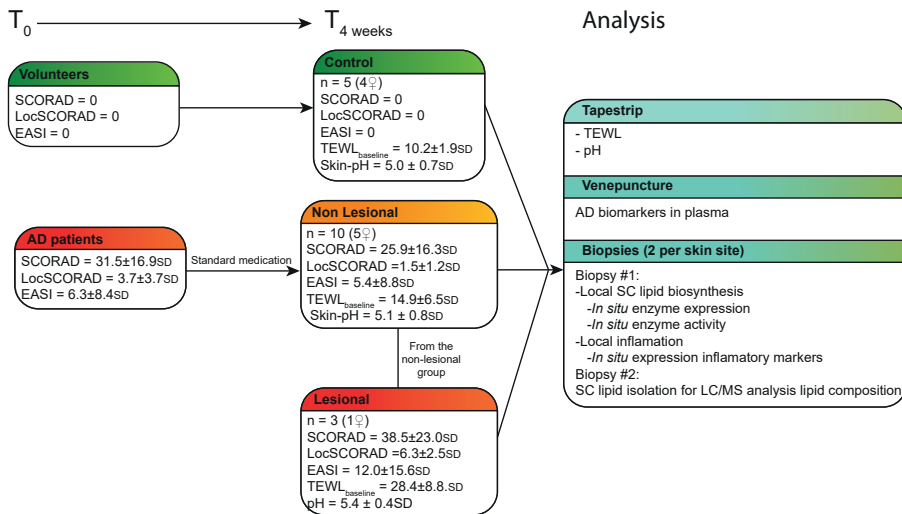 T0
T4 weeks
Analysis
Volunteers
SCORAD = 0
LocSCORAD = 0
EASI = 0
Control
n = 5 (4♀)
SCORAD = 0
LocSCORAD = 0
EASI = 0
TEWLbaseline = 10.2±1.9SD
Skin-pH = 5.0 ± 0.7SD
AD patients
SCORAD = 31.5±16.9SD
LocSCORAD = 3.7±3.7SD
EASI = 6.3±8.4SD
Standard medication
Non Lesional
n = 10 (5♀)
SCORAD = 25.9±16.3SD
LocSCORAD =1.5±1.2SD
EASI = 5.4±8.8SD
TEWLbaseline = 14.9±6.5SD
Skin-pH = 5.1 ± 0.8SD
From the
non-lesional
group
Lesional
n = 3 (1♀)
SCORAD = 38.5±23.0SD
LocSCORAD =6.3±2.5SD
EASI = 12.0±15.6SD
TEWLbaseline = 28.4±8.8.SD
pH = 5.4 ± 0.4SD
Tapestrip
- TEWL
- pH
Venepuncture
AD biomarkers in plasma
Biopsies (2 per skin site)
Biopsy #1:
-Local SC lipid biosynthesis
-In situ enzyme expression
-In situ enzyme activity
-Local inflamation
-In situ expression inflamatory markers
Biopsy #2:
SC lipid isolation for LC/MS analysis lipid composition